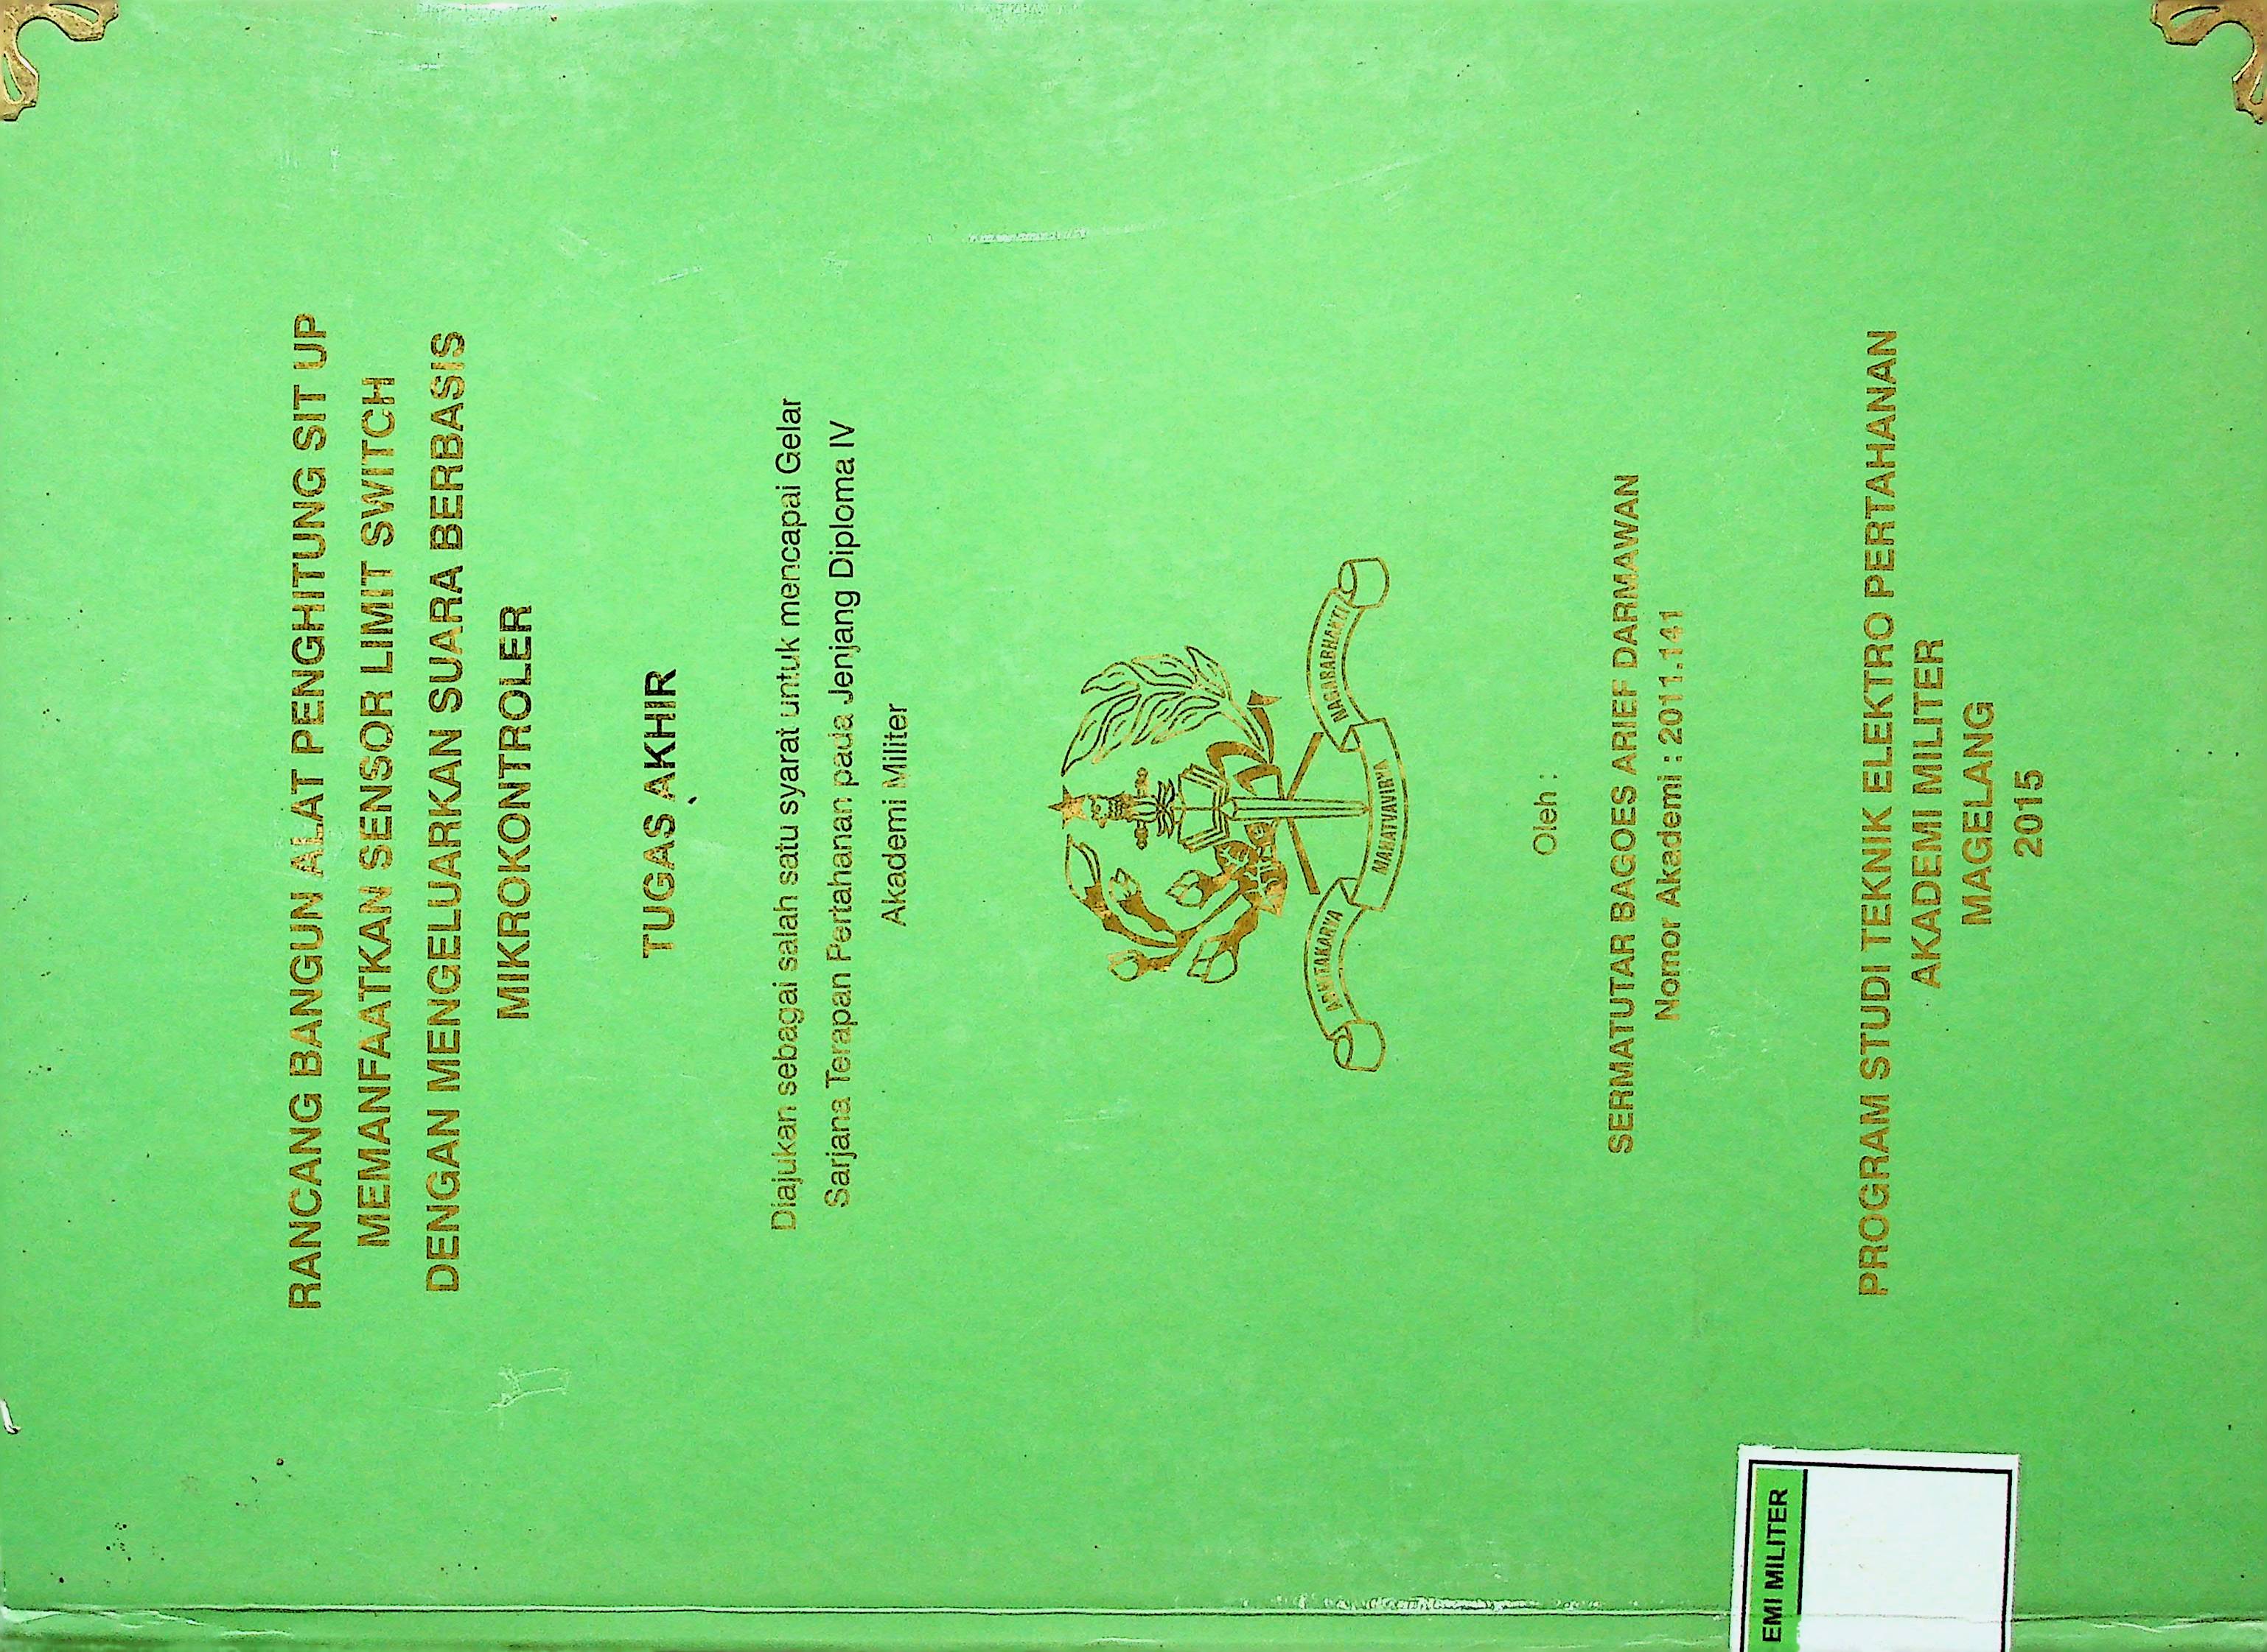 RANCANG BANGUN ALAT PENGHITUNG SIT UP
MEMANFAATKAN SENSOR LIMIT SWITCH
DENGAN MENGELUARKAN SUARA BERBASIS
MIKROKONTROLER
TUGAS AKHIR
Diajukan sebagai salah satu syarat untuk mencapai Gelar
Sarjana Terapan Pertahanan pada Jenjang Diploma IV
Akademi Militer
ADHITAKARYA MAHATVAVIRYA NAGARABHAKTI
Oleh :
SERMATUTAR BAGOES ARIEF DARMAWAN
Nomor Akademi : 2011.141
PROGRAM STUDI TEKNIK ELEKTRO PERTAHANAN
AKADEMI MILITER
MAGELANG
2015
EMI MILITER